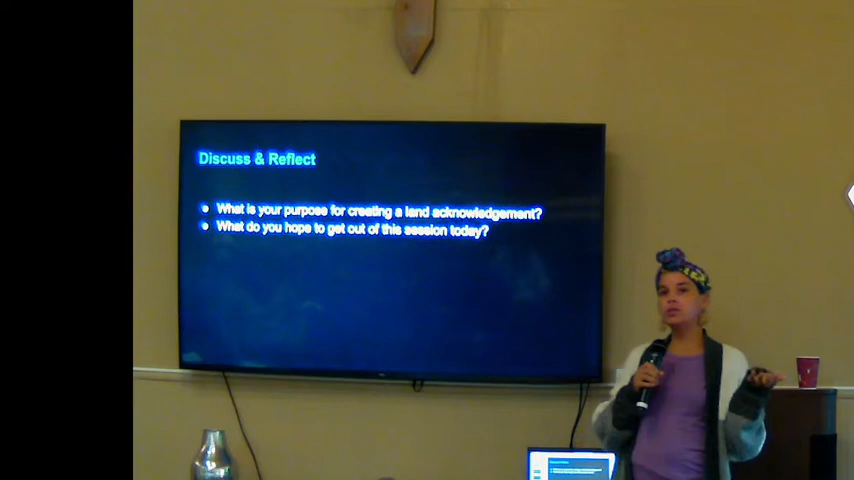 Discuss & Reflect
● What is your purpose for creating a land acknowledgement?
● What do you hope to get out of this session today?